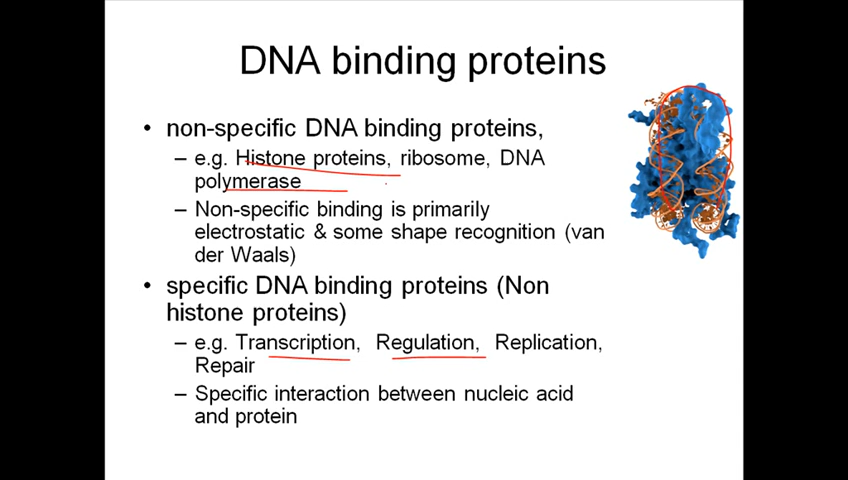 DNA binding proteins
• non-specific DNA binding proteins,
– e.g. Histone proteins, ribosome, DNA
polymerase
– Non-specific binding is primarily
electrostatic & some shape recognition (van
der Waals)
• specific DNA binding proteins (Non
histone proteins)
– e.g. Transcription, Regulation, Replication,
Repair
– Specific interaction between nucleic acid
and protein